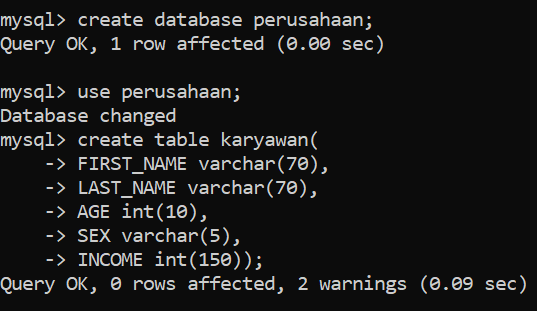 mysql> create database perusahaan;
Query OK, 1 row affected (0.00 sec)
mysql> use perusahaan;
Database changed
mysql> create table karyawan(
    -> FIRST_NAME varchar(70),
    -> LAST_NAME varchar(70),
    -> AGE int(10),
    -> SEX varchar(5),
    -> INCOME int(150));
Query OK, 0 rows affected, 2 warnings (0.09 sec)